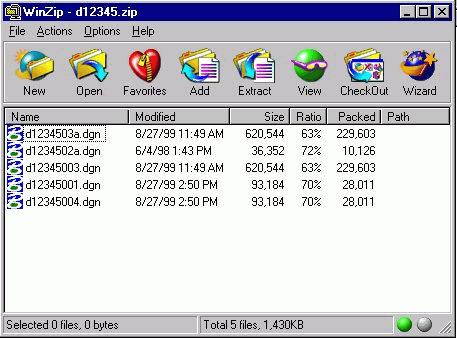 WinZip - d12345.zip
File Actions Options Help
New Open Favorites Add Extract View CheckOut Wizard
Name Modified Size Ratio Packed Path
d1234503a.dgn 8/27/99 11:49 AM 620,544 63% 229,603
d1234502a.dgn 6/4/98 1:43 PM 36,352 72% 10,126
d12345003.dgn 8/27/99 11:49 AM 620,544 63% 229,603
d12345001.dgn 8/27/99 2:50 PM 93,184 70% 28,011
d12345004.dgn 8/27/99 2:50 PM 93,184 70% 28,011
Selected 0 files, 0 bytes Total 5 files, 1,430KB